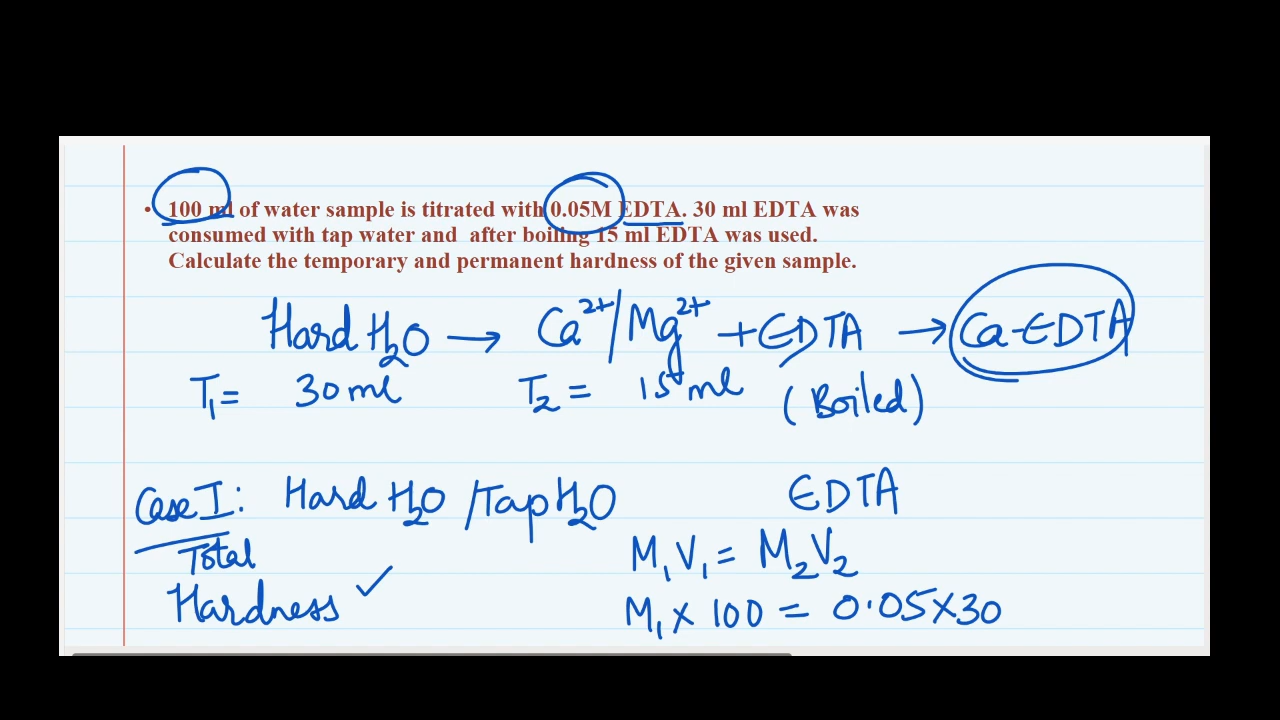 • 100 ml of water sample is titrated with 0.05M EDTA. 30 ml EDTA was
consumed with tap water and after boiling 15 ml EDTA was used.
Calculate the temporary and permanent hardness of the given sample.
Hard H₂O → Ca²⁺/Mg²⁺ + EDTA → Ca-EDTA
T₁ = 30 ml T₂ = 15 ml (Boiled)
Case I: Hard H₂O / Tap H₂O EDTA
Total M₁V₁ = M₂V₂
Hardness ✓ M₁ × 100 = 0.05 × 30